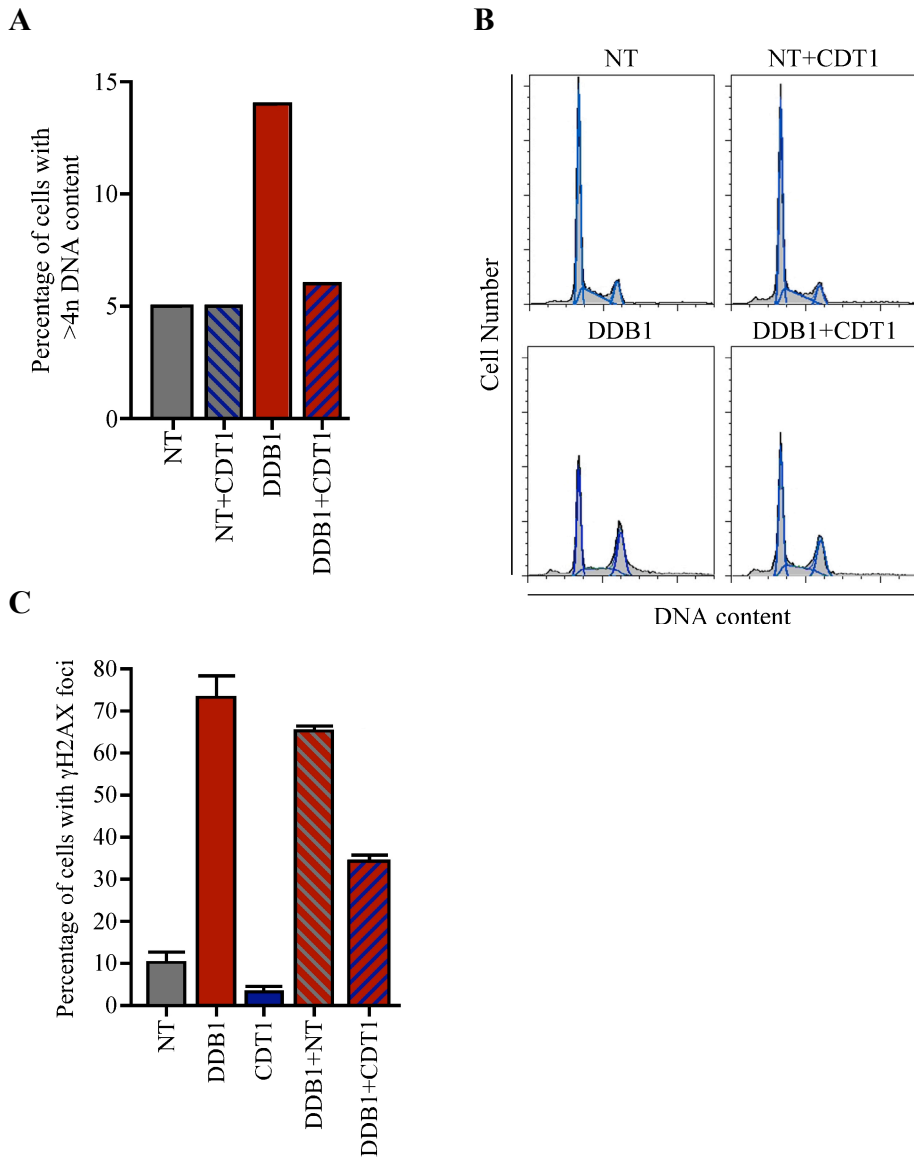 A
Percentage of cells with
>4n DNA content
15
10
5
0
NT
NT+CDT1
DDB1
DDB1+CDT1
B
NT
NT+CDT1
DDB1
DDB1+CDT1
Cell Number
DNA content
C
Percentage of cells with γH2AX foci
80
70
60
50
40
30
20
10
0
NT
DDB1
CDT1
DDB1+NT
DDB1+CDT1